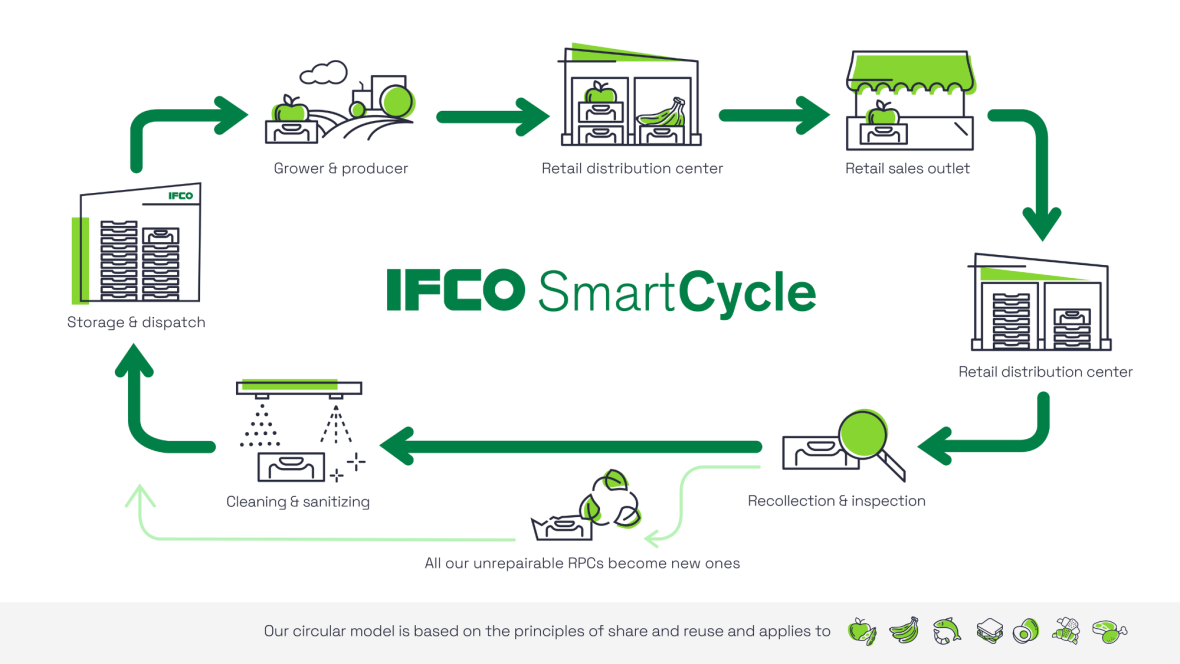 Grower & producer
Retail distribution center
Retail sales outlet
IFCO
IFCO SmartCycle
Storage & dispatch
Retail distribution center
Cleaning & sanitizing
Recollection & inspection
All our unrepairable RPCs become new ones
Our circular model is based on the principles of share and reuse and applies to